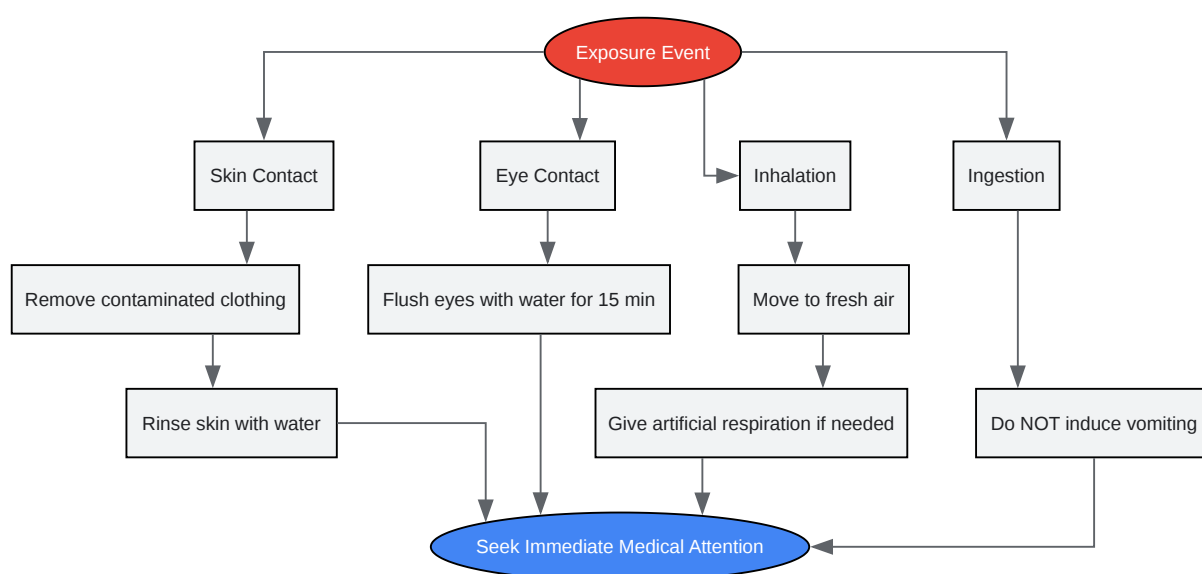 Exposure Event
Skin Contact
Eye Contact
Inhalation
Ingestion
Remove contaminated clothing
Flush eyes with water for 15 min
Move to fresh air
Rinse skin with water
Give artificial respiration if needed
Do NOT induce vomiting
Seek Immediate Medical Attention